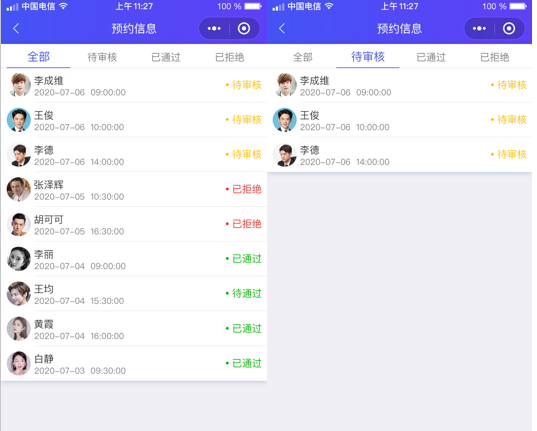 中国电信 上午11:27 100 %
预约信息
全部 待审核 已通过 已拒绝
李成维
2020-07-06 09:00:00 • 待审核
王俊
2020-07-06 10:00:00 • 待审核
李德
2020-07-06 14:00:00 • 待审核
张泽辉
2020-07-05 10:30:00 • 已拒绝
胡可可
2020-07-05 16:30:00 • 已拒绝
李丽
2020-07-04 09:00:00 • 已通过
王均
2020-07-04 15:30:00 • 待通过
黄霞
2020-07-04 16:00:00 • 已通过
白静
2020-07-03 09:30:00 • 已通过
中国电信 上午11:27 100 %
预约信息
全部 待审核 已通过 已拒绝
李成维
2020-07-06 09:00:00 • 待审核
王俊
2020-07-06 10:00:00 • 待审核
李德
2020-07-06 14:00:00 • 待审核